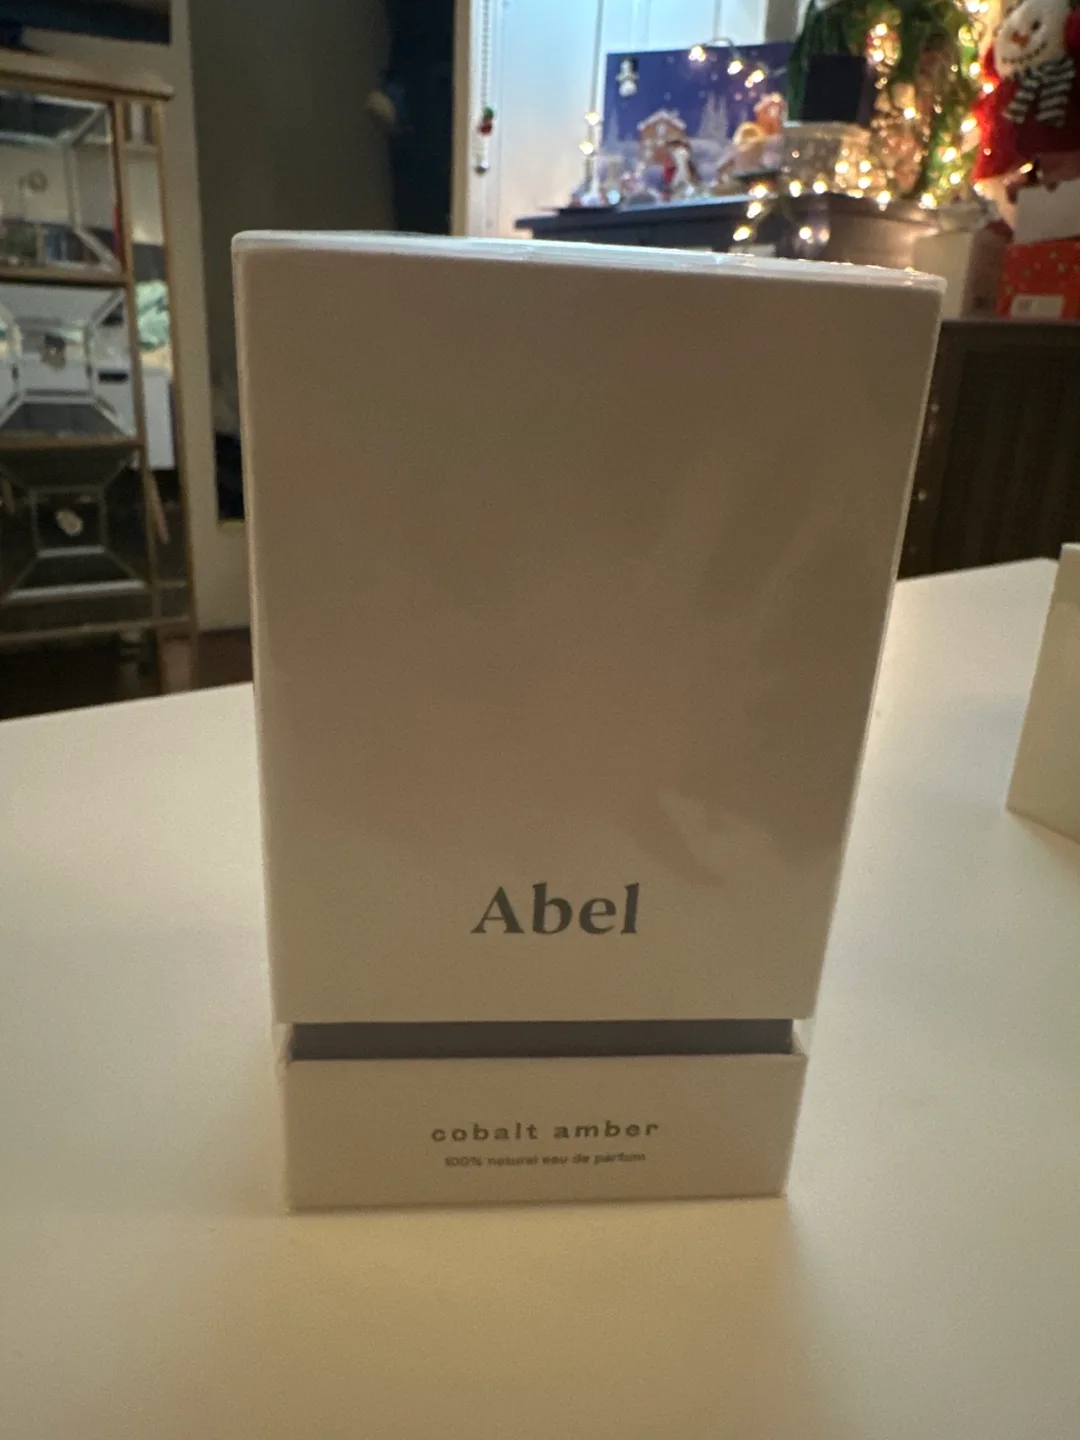 Abel
cobalt amber
100% natural eau de parfum